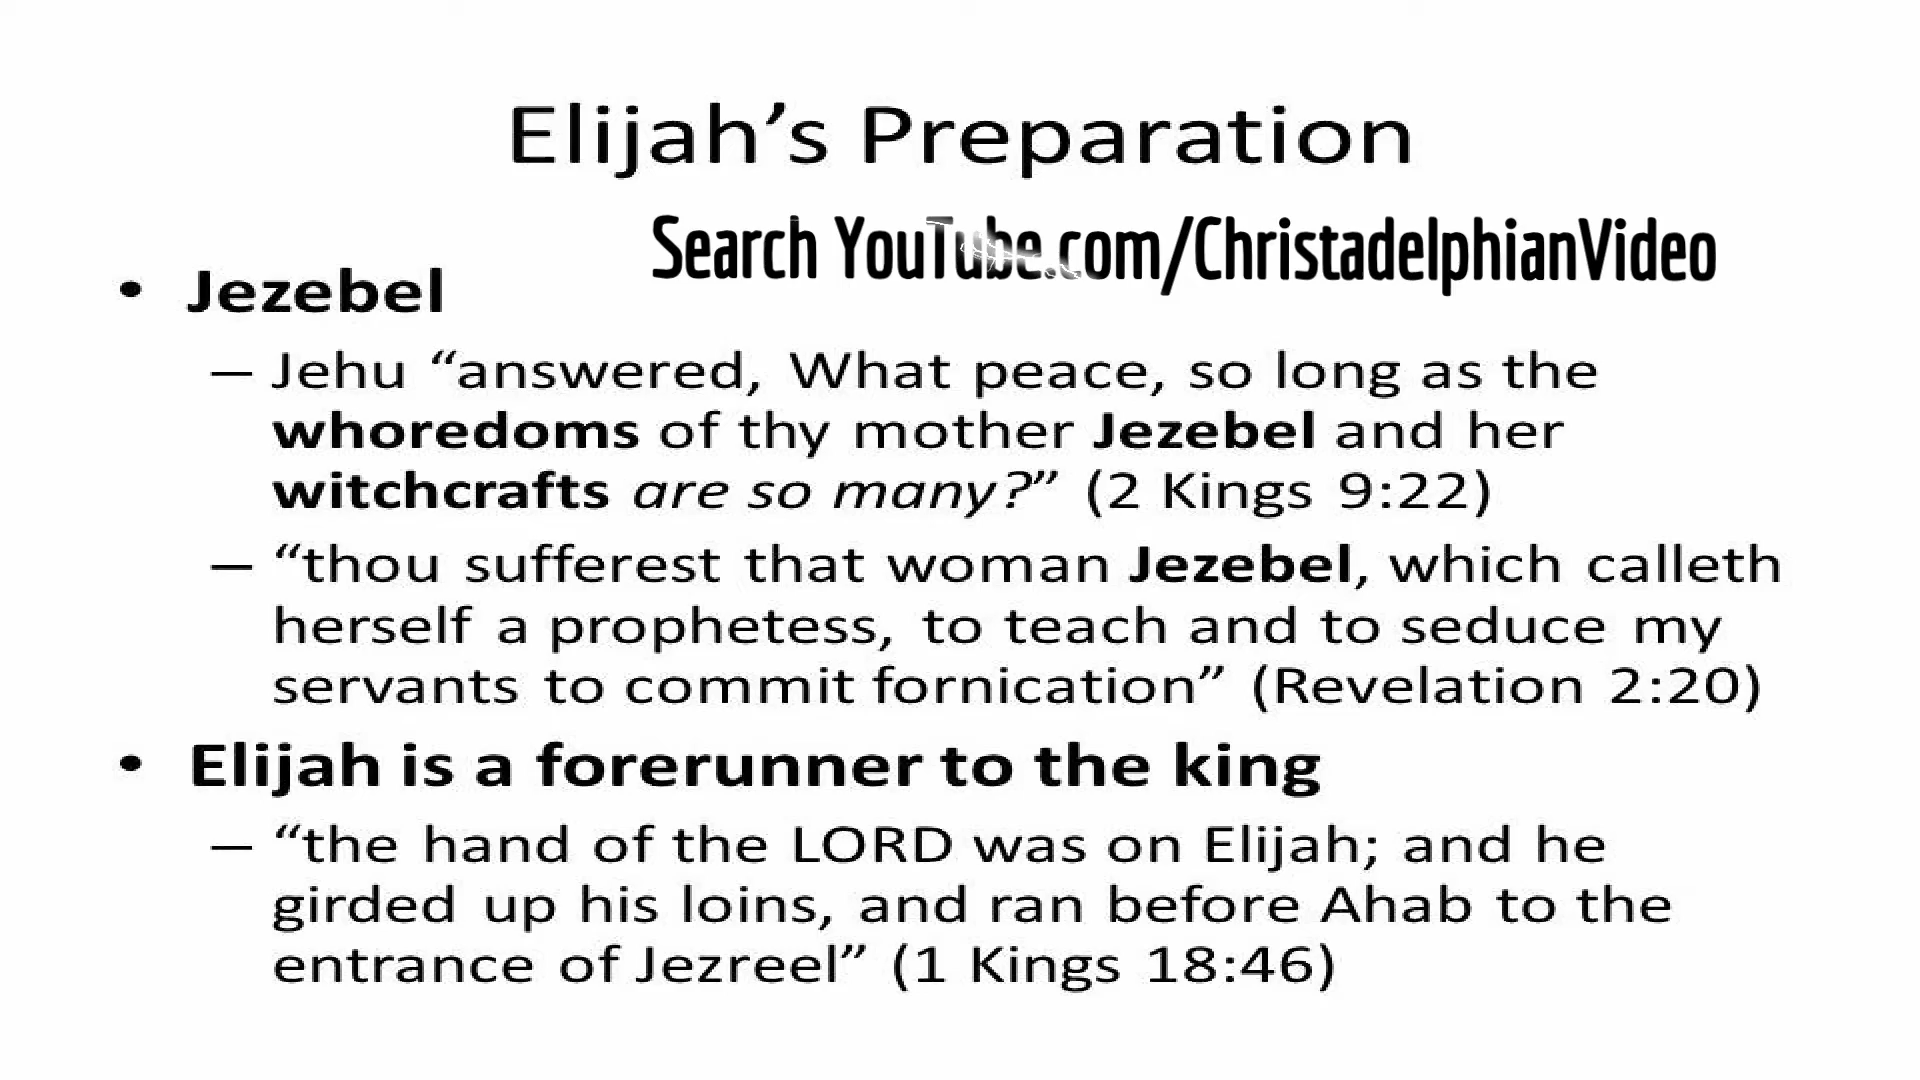 Elijah’s Preparation
Search YouTube.com/ChristadelphianVideo
• Jezebel
– Jehu “answered, What peace, so long as the
whoredoms of thy mother Jezebel and her
witchcrafts are so many?” (2 Kings 9:22)
– “thou sufferest that woman Jezebel, which calleth
herself a prophetess, to teach and to seduce my
servants to commit fornication” (Revelation 2:20)
• Elijah is a forerunner to the king
– “the hand of the LORD was on Elijah; and he
girded up his loins, and ran before Ahab to the
entrance of Jezreel” (1 Kings 18:46)